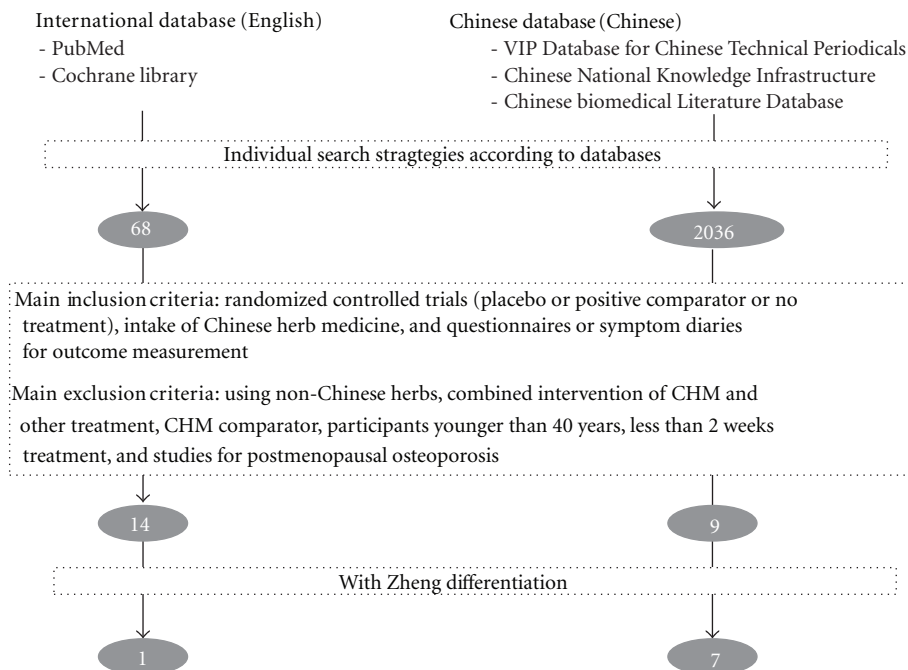 International database (English)
- PubMed
- Cochrane library
Chinese database (Chinese)
- VIP Database for Chinese Technical Periodicals
- Chinese National Knowledge Infrastructure
- Chinese biomedical Literature Database
Individual search stragtegies according to databases
68
2036
Main inclusion criteria: randomized controlled trials (placebo or positive comparator or no
treatment), intake of Chinese herb medicine, and questionnaires or symptom diaries
for outcome measurement
Main exclusion criteria: using non-Chinese herbs, combined intervention of CHM and
other treatment, CHM comparator, participants younger than 40 years, less than 2 weeks
treatment, and studies for postmenopausal osteoporosis
14
9
With Zheng differentiation
1
7